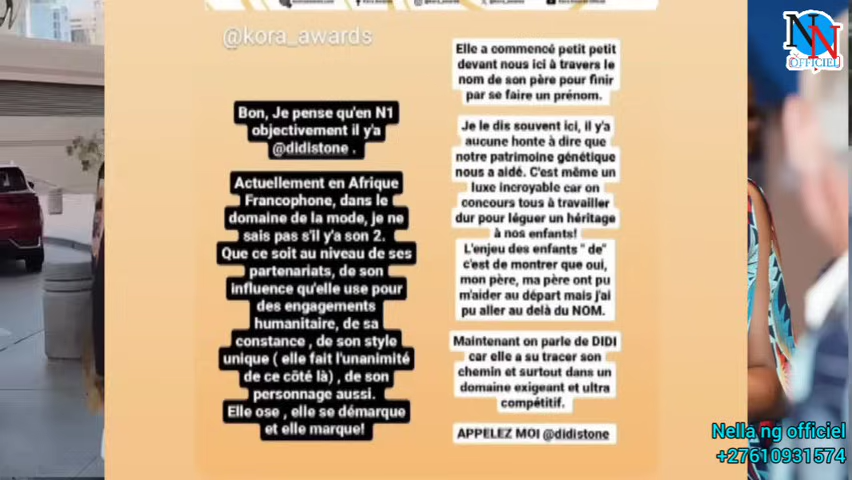 @kora_awards
Bon, Je pense qu'en N1
objectivement il y'a
@didistone .
Actuellement en Afrique
Francophone, dans le
domaine de la mode, je ne
sais pas s'il y'a son 2.
Que ce soit au niveau de ses
partenariats, de son
influence qu'elle use pour
des engagements
humanitaire, de sa
constance , de son style
unique ( elle fait l'unanimité
de ce côté là) , de son
personnage aussi.
Elle ose , elle se démarque
et elle marque!
Elle a commencé petit petit
devant nous ici à travers le
nom de son père pour finir
par se faire un prénom.
Je le dis souvent ici, il y'a
aucune honte à dire que
notre patrimoine génétique
nous a aidé. C'est même un
luxe incroyable car on
concours tous à travailler
dur pour léguer un héritage
à nos enfants!
L'enjeu des enfants " de"
c'est de montrer que oui,
mon père, ma père ont pu
m'aider au départ mais j'ai
pu aller au delà du NOM.
Maintenant on parle de DIDI
car elle a su tracer son
chemin et surtout dans un
domaine exigeant et ultra
compétitif.
APPELEZ MOI @didistone
NN
OFFICIEL
Nella ng officiel
+27610931574